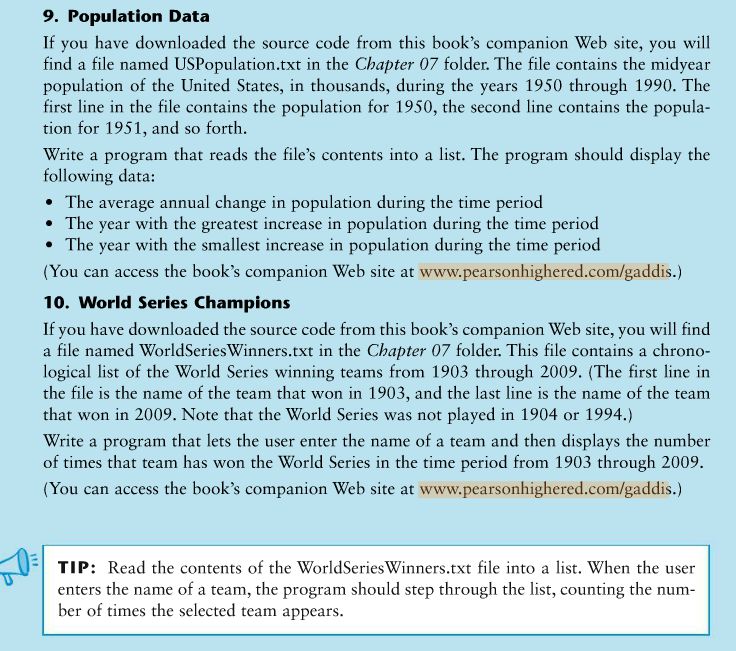 9. Population Data
If you have downloaded the source code from this book's companion Web site, you will
find a file named USPopulation.txt in the Chapter 07 folder. The file contains the midyear
population of the United States, in thousands, during the years 1950 through 1990. The
first line in the file contains the population for 1950, the second line contains the popula-
tion for 1951, and so forth.
Write a program that reads the file's contents into a list. The program should display the
following data:
• The average annual change in population during the time period
• The year with the greatest increase in population during the time period
• The year with the smallest increase in population during the time period
(You can access the book's companion Web site at www.pearsonhighered.com/gaddis.)
10. World Series Champions
If you have downloaded the source code from this book's companion Web site, you will find
a file named WorldSeriesWinners.txt in the Chapter 07 folder. This file contains a chrono-
logical list of the World Series winning teams from 1903 through 2009. (The first line in
the file is the name of the team that won in 1903, and the last line is the name of the team
that won in 2009. Note that the World Series was not played in 1904 or 1994.)
Write a program that lets the user enter the name of a team and then displays the number
of times that team has won the World Series in the time period from 1903 through 2009.
(You can access the book's companion Web site at www.pearsonhighered.com/gaddis.)
TIP: Read the contents of the WorldSeriesWinners.txt file into a list. When the user
enters the name of a team, the program should step through the list, counting the num-
ber of times the selected team appears.